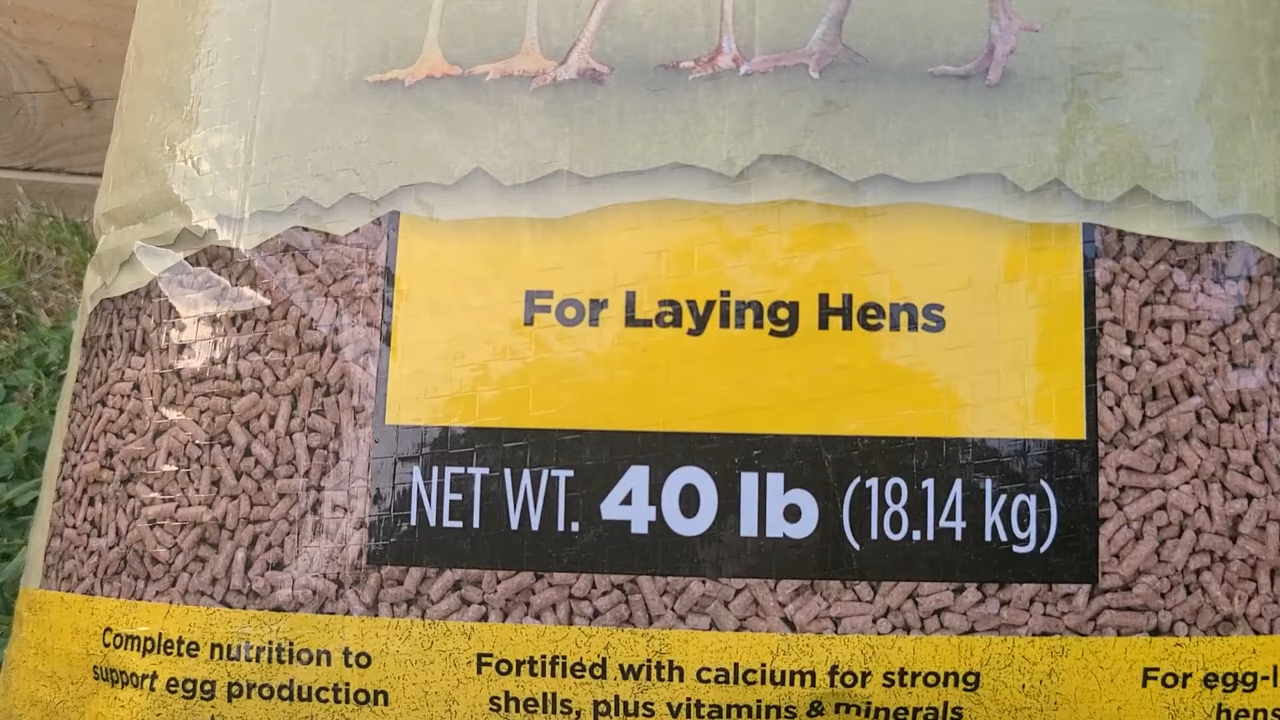 For Laying Hens
NET WT. 40 lb (18.14 kg)
Complete nutrition to
support egg production
Fortified with calcium for strong
shells, plus vitamins & minerals
For egg-l
hens